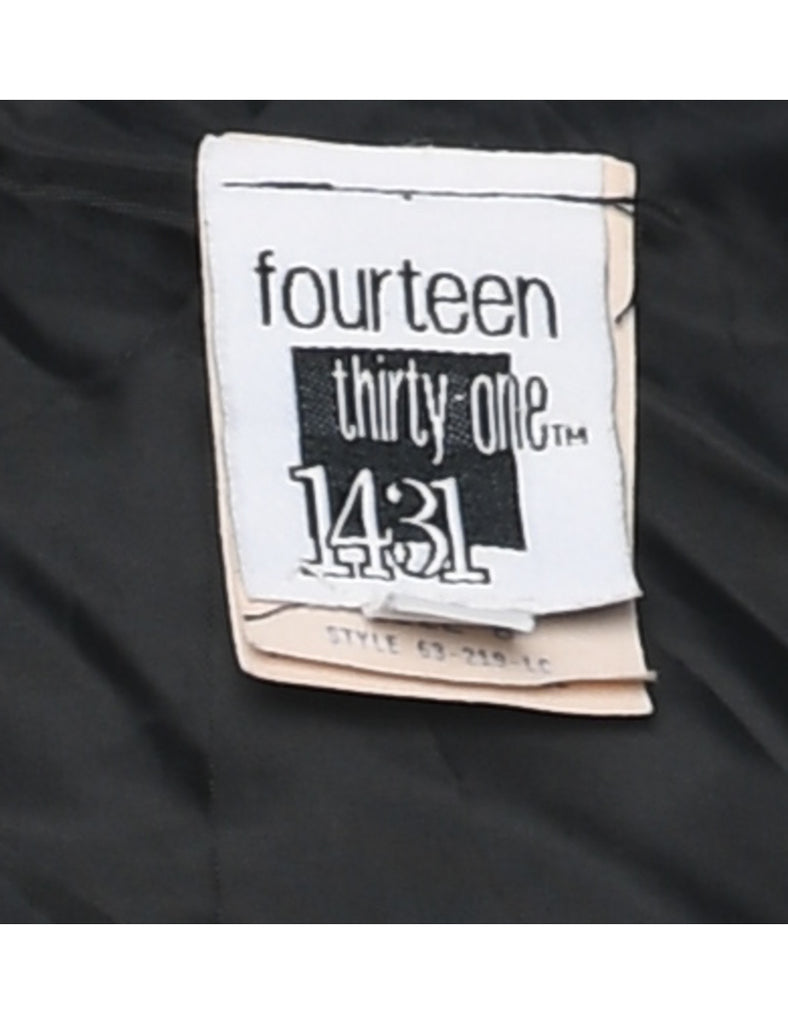 fourteen
thirty-one™
1431
STYLE 63-219-LC